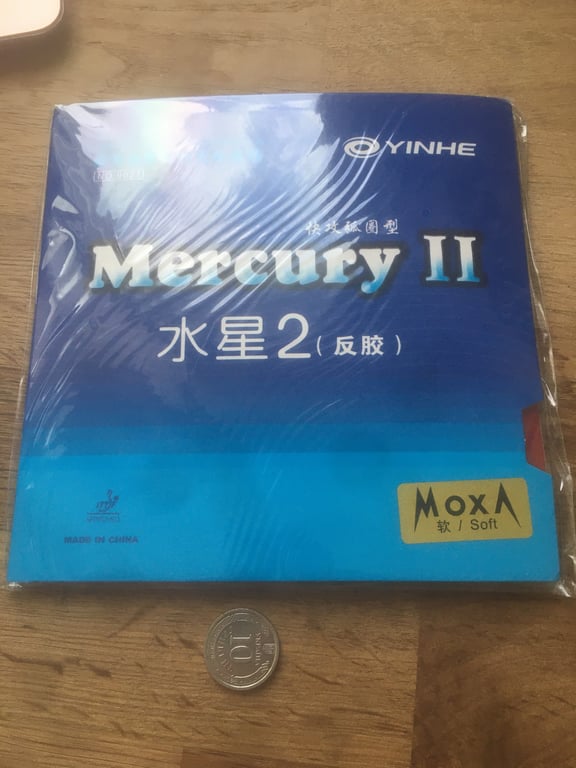 YINHE
快攻弧圈型
Mercury II
水星2(反胶)
MOXA
软 / Soft
MADE IN CHINA
10